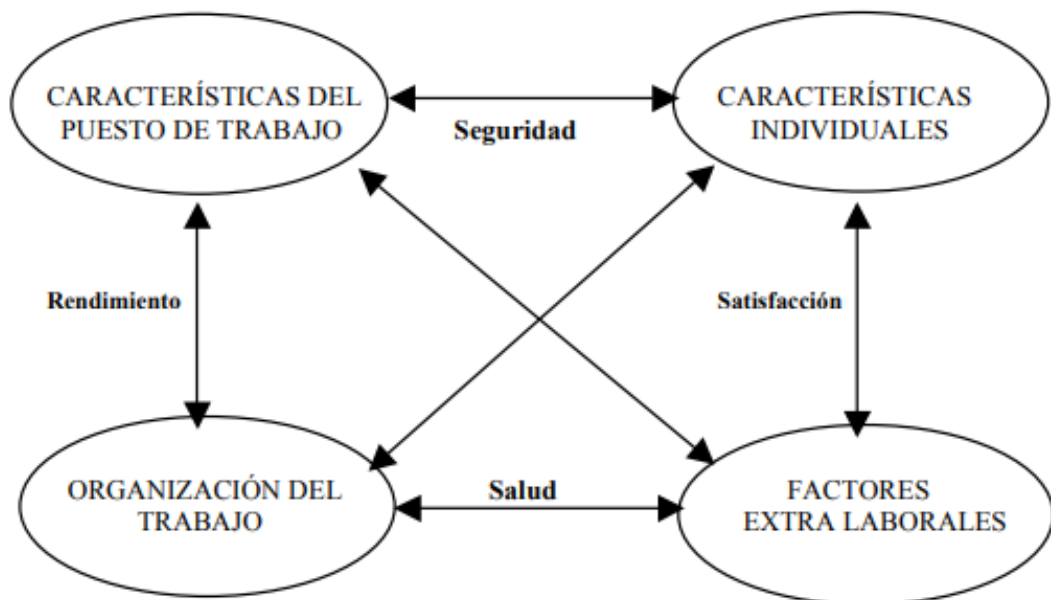 CARACTERÍSTICAS DEL
PUESTO DE TRABAJO
CARACTERÍSTICAS
INDIVIDUALES
Seguridad
Rendimiento
Satisfacción
ORGANIZACIÓN DEL
TRABAJO
Salud
FACTORES
EXTRA LABORALES